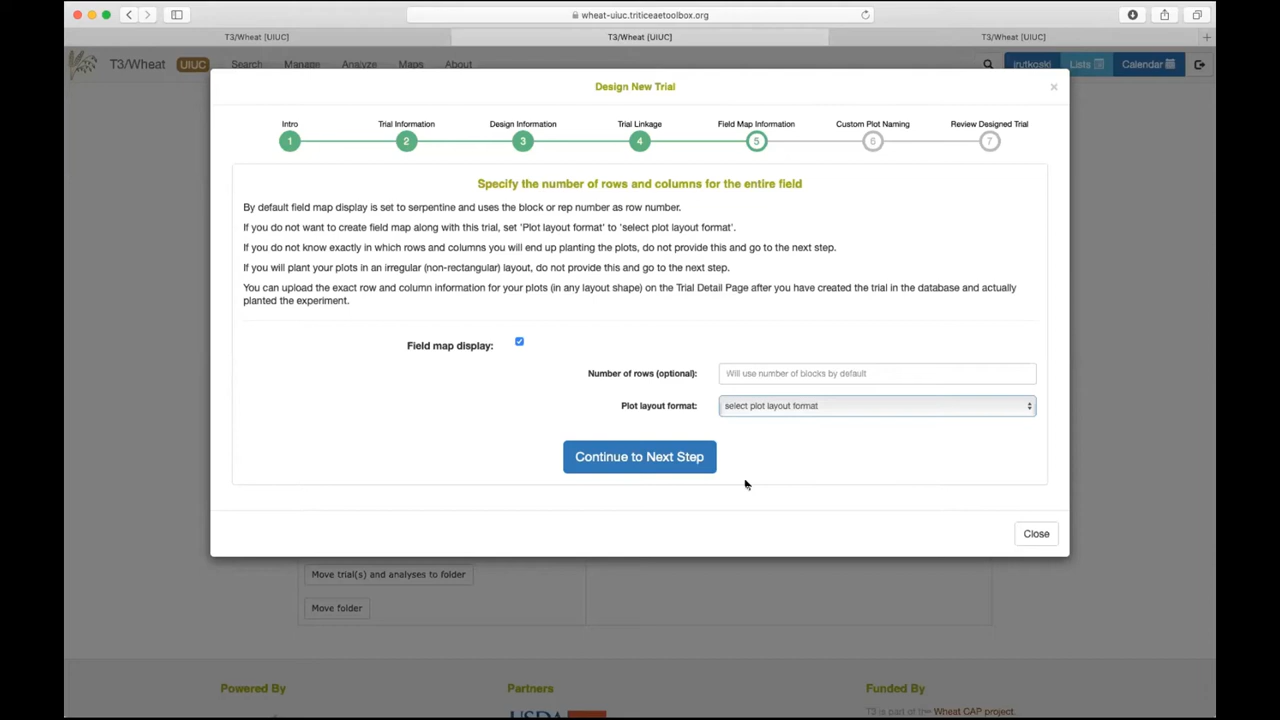 wheat-uiuc.triticeaetoolbox.org
T3/Wheat [UIUC]
T3/Wheat [UIUC]
T3/Wheat [UIUC]
T3/Wheat UIUC Search Manage Analyze Maps About jrutkoski Lists Calendar
Design New Trial
×
Intro Trial Information Design Information Trial Linkage Field Map Information Custom Plot Naming Review Designed Trial
1 2 3 4 5 6 7
Specify the number of rows and columns for the entire field
By default field map display is set to serpentine and uses the block or rep number as row number.
If you do not want to create field map along with this trial, set 'Plot layout format' to 'select plot layout format'.
If you do not know exactly in which rows and columns you will end up planting the plots, do not provide this and go to the next step.
If you will plant your plots in an irregular (non-rectangular) layout, do not provide this and go to the next step.
You can upload the exact row and column information for your plots (in any layout shape) on the Trial Detail Page after you have created the trial in the database and actually
planted the experiment.
Field map display:
Number of rows (optional): Will use number of blocks by default
Plot layout format: select plot layout format
Continue to Next Step
Close
Move trial(s) and analyses to folder
Move folder
Powered By Partners Funded By
USDA
T3 is part of the Wheat CAP project.